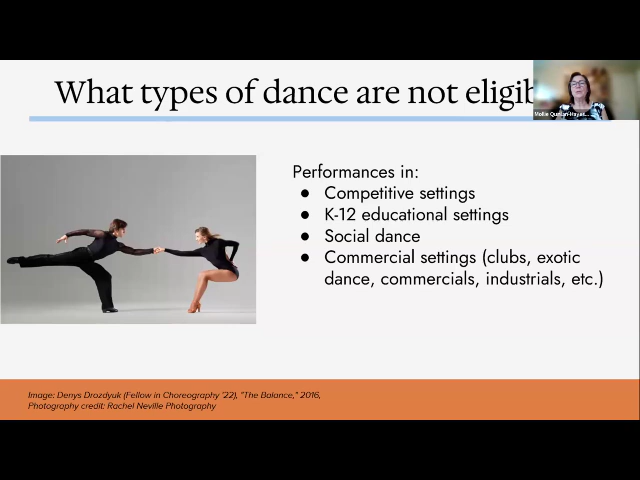 What types of dance are not eligib
Performances in:
● Competitive settings
● K-12 educational settings
● Social dance
● Commercial settings (clubs, exotic
dance, commercials, industrials, etc.)
Image: Denys Drozdyuk (Fellow in Choreography '22), "The Balance," 2016,
Photography credit: Rachel Neville Photography